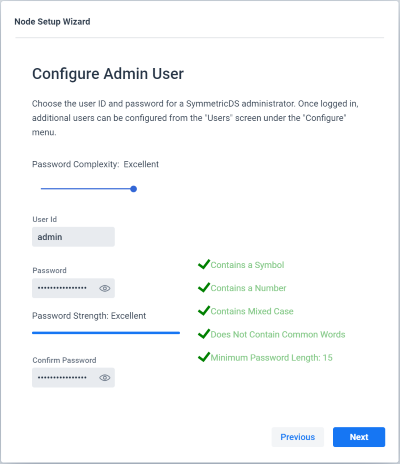 Node Setup Wizard
Configure Admin User
Choose the user ID and password for a SymmetricDS administrator. Once logged in,
additional users can be configured from the "Users" screen under the "Configure"
menu.
Password Complexity: Excellent
User Id
admin
Password
••••••••••••••••
Password Strength: Excellent
Confirm Password
••••••••••••••••
Contains a Symbol
Contains a Number
Contains Mixed Case
Does Not Contain Common Words
Minimum Password Length: 15
Previous
Next